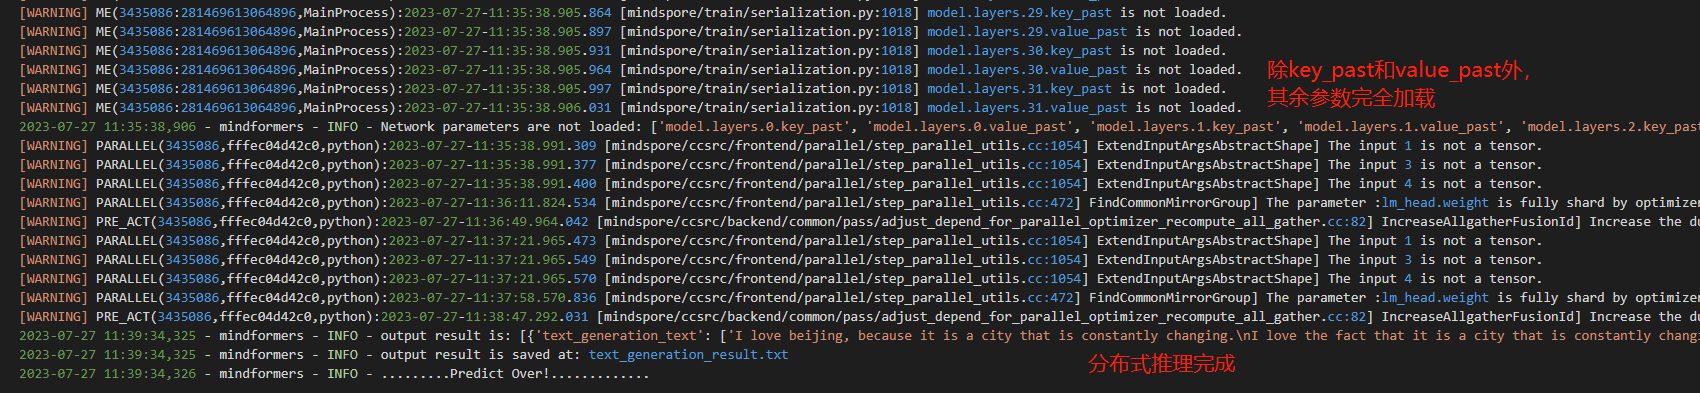 [WARNING] ME(3435086:281469613064896,MainProcess):2023-07-27-11:35:38.905.864 [mindspore/train/serialization.py:1018] model.layers.29.key_past is not loaded.
[WARNING] ME(3435086:281469613064896,MainProcess):2023-07-27-11:35:38.905.897 [mindspore/train/serialization.py:1018] model.layers.29.value_past is not loaded.
[WARNING] ME(3435086:281469613064896,MainProcess):2023-07-27-11:35:38.905.931 [mindspore/train/serialization.py:1018] model.layers.30.key_past is not loaded.
[WARNING] ME(3435086:281469613064896,MainProcess):2023-07-27-11:35:38.905.964 [mindspore/train/serialization.py:1018] model.layers.30.value_past is not loaded.
[WARNING] ME(3435086:281469613064896,MainProcess):2023-07-27-11:35:38.905.997 [mindspore/train/serialization.py:1018] model.layers.31.key_past is not loaded.
[WARNING] ME(3435086:281469613064896,MainProcess):2023-07-27-11:35:38.906.031 [mindspore/train/serialization.py:1018] model.layers.31.value_past is not loaded.
除key_past和value_past外，
其余参数完全加载
2023-07-27 11:35:38,906 - mindformers - INFO - Network parameters are not loaded: ['model.layers.0.key_past', 'model.layers.0.value_past', 'model.layers.1.key_past', 'model.layers.1.value_past', 'model.layers.2.key_past
[WARNING] PARALLEL(3435086,fffec04d42c0,python):2023-07-27-11:35:38.991.309 [mindspore/ccsrc/frontend/parallel/step_parallel_utils.cc:1054] ExtendInputArgsAbstractShape] The input 1 is not a tensor.
[WARNING] PARALLEL(3435086,fffec04d42c0,python):2023-07-27-11:35:38.991.377 [mindspore/ccsrc/frontend/parallel/step_parallel_utils.cc:1054] ExtendInputArgsAbstractShape] The input 3 is not a tensor.
[WARNING] PARALLEL(3435086,fffec04d42c0,python):2023-07-27-11:35:38.991.400 [mindspore/ccsrc/frontend/parallel/step_parallel_utils.cc:1054] ExtendInputArgsAbstractShape] The input 4 is not a tensor.
[WARNING] PARALLEL(3435086,fffec04d42c0,python):2023-07-27-11:36:11.824.534 [mindspore/ccsrc/frontend/parallel/step_parallel_utils.cc:472] FindCommonMirrorGroup] The parameter :lm_head.weight is fully shard by optimizer
[WARNING] PRE_ACT(3435086,fffec04d42c0,python):2023-07-27-11:36:49.964.042 [mindspore/ccsrc/backend/common/pass/adjust_depend_for_parallel_optimizer_recompute_all_gather.cc:82] IncreaseAllgatherFusionId] Increase the du
[WARNING] PARALLEL(3435086,fffec04d42c0,python):2023-07-27-11:37:21.965.473 [mindspore/ccsrc/frontend/parallel/step_parallel_utils.cc:1054] ExtendInputArgsAbstractShape] The input 1 is not a tensor.
[WARNING] PARALLEL(3435086,fffec04d42c0,python):2023-07-27-11:37:21.965.549 [mindspore/ccsrc/frontend/parallel/step_parallel_utils.cc:1054] ExtendInputArgsAbstractShape] The input 3 is not a tensor.
[WARNING] PARALLEL(3435086,fffec04d42c0,python):2023-07-27-11:37:21.965.570 [mindspore/ccsrc/frontend/parallel/step_parallel_utils.cc:1054] ExtendInputArgsAbstractShape] The input 4 is not a tensor.
[WARNING] PARALLEL(3435086,fffec04d42c0,python):2023-07-27-11:37:58.570.836 [mindspore/ccsrc/frontend/parallel/step_parallel_utils.cc:472] FindCommonMirrorGroup] The parameter :lm_head.weight is fully shard by optimizer
[WARNING] PRE_ACT(3435086,fffec04d42c0,python):2023-07-27-11:38:47.292.031 [mindspore/ccsrc/backend/common/pass/adjust_depend_for_parallel_optimizer_recompute_all_gather.cc:82] IncreaseAllgatherFusionId] Increase the du
2023-07-27 11:39:34,325 - mindformers - INFO - output result is: [{'text_generation_text': ['I love beijing, because it is a city that is constantly changing.\nI love the fact that it is a city that is constantly changi
2023-07-27 11:39:34,325 - mindformers - INFO - output result is saved at: text_generation_result.txt
分布式推理完成
2023-07-27 11:39:34,326 - mindformers - INFO - .........Predict Over!.............